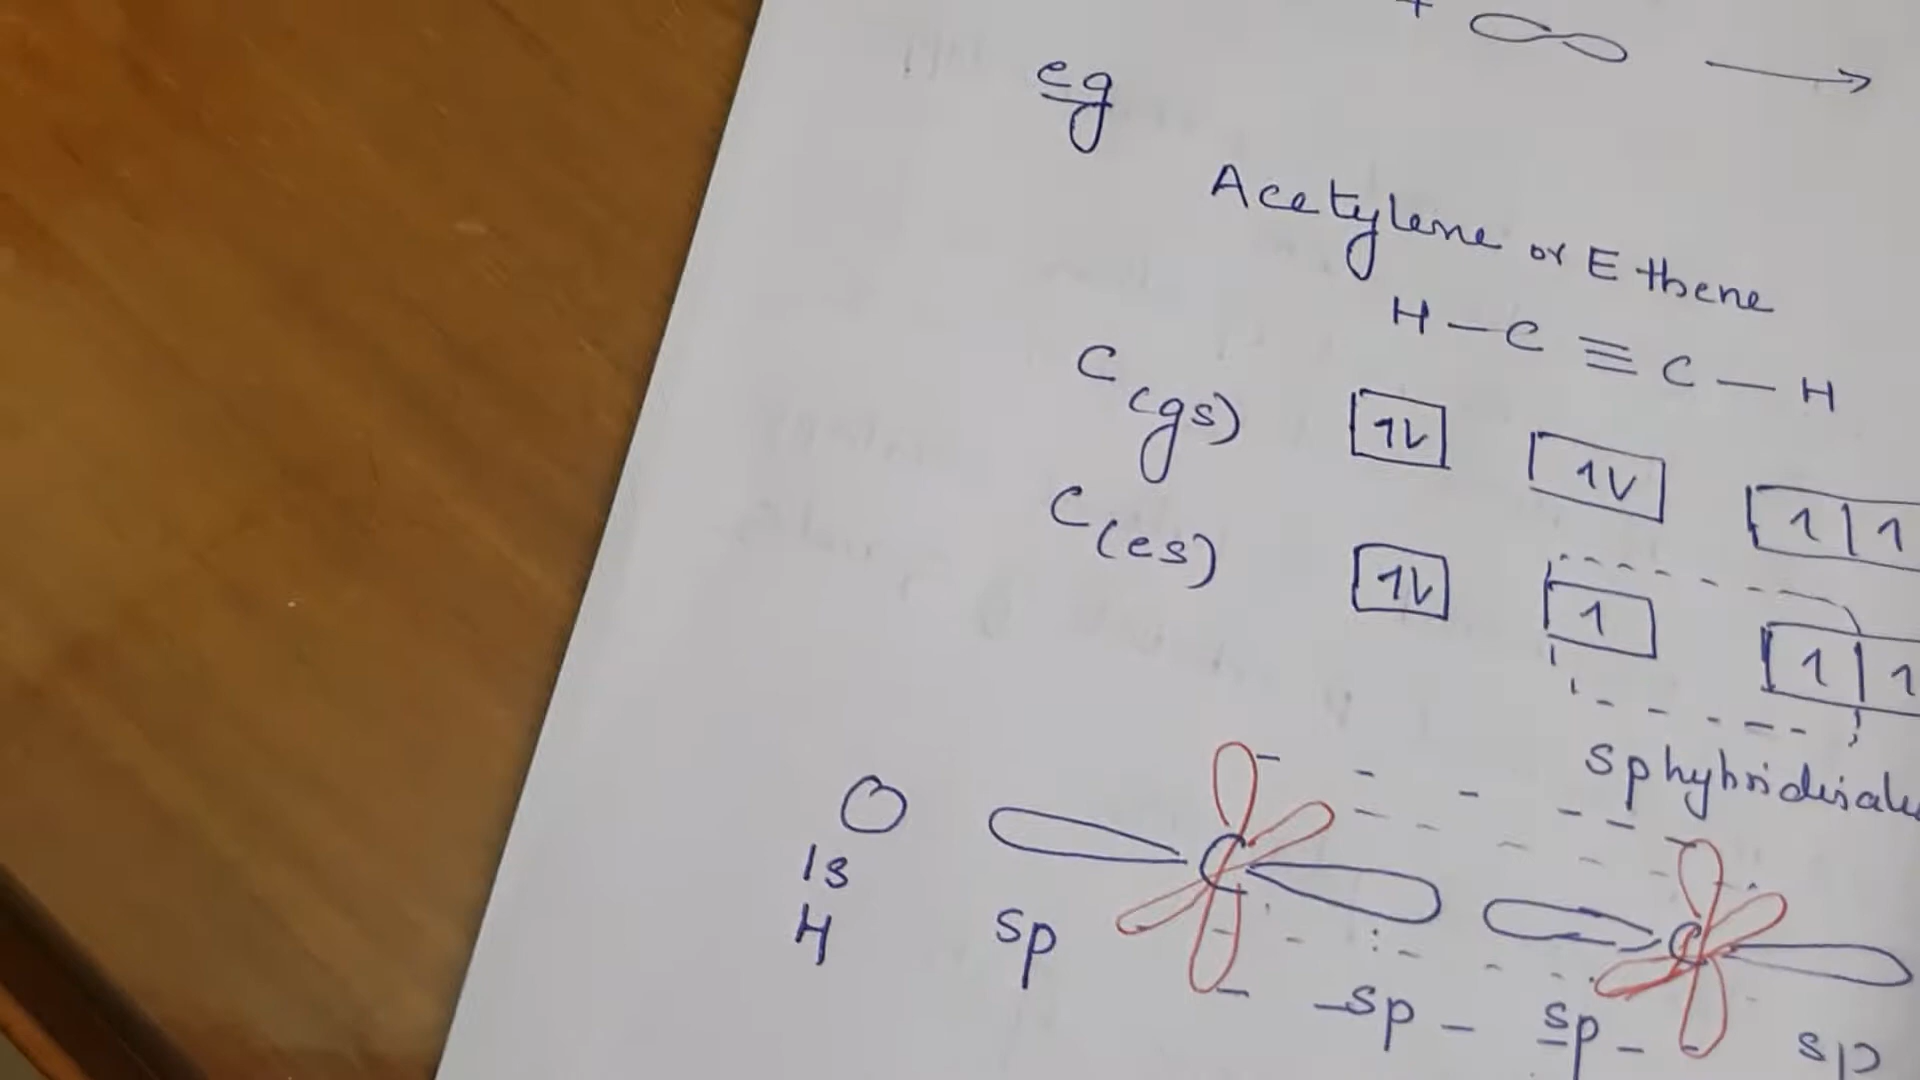 eg
Acetylene or Ethene
H - C ≡ C - H
C(gs) 1V 1V 1 1
C(es) 1V 1 1 1
1s
H
sp
sp
sp
sp